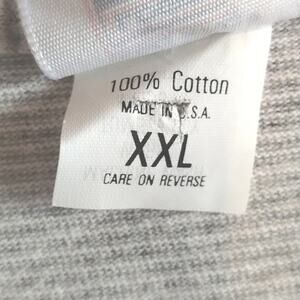 100% Cotton
MADE IN U.S.A.
XXL
CARE ON REVERSE